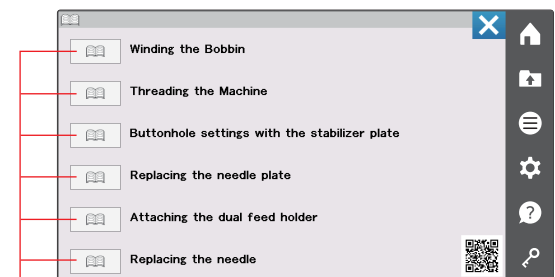 Winding the Bobbin
Threading the Machine
Buttonhole settings with the stabilizer plate
Replacing the needle plate
Attaching the dual feed holder
Replacing the needle